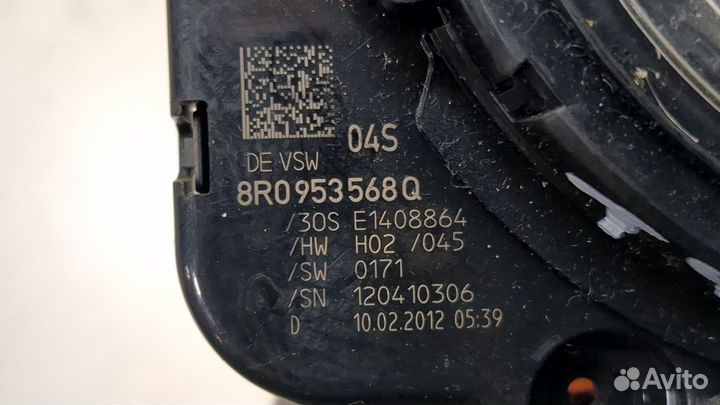 04S
DE VSW
8R0953568Q
/30S E1408864
/HW H02 /045
/SW 0171
/SN 120410306
D 10.02.2012 05:39
Avito